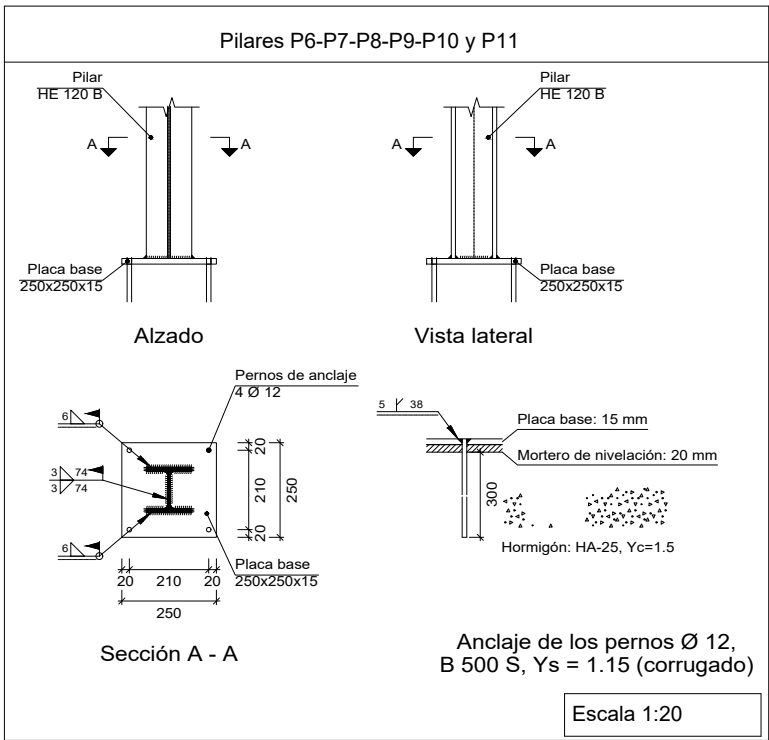 Pilares P6-P7-P8-P9-P10 y P11
Pilar
HE 120 B
A
A
Placa base
250x250x15
Alzado
Pilar
HE 120 B
A
A
Placa base
250x250x15
Vista lateral
Pernos de anclaje
4 Ø 12
6
3 74
3 74
6
20
210
20
250
20 210 20
250
Placa base
250x250x15
Sección A - A
5 38
Placa base: 15 mm
Mortero de nivelación: 20 mm
300
Hormigón: HA-25, Yc=1.5
Anclaje de los pernos Ø 12,
B 500 S, Ys = 1.15 (corrugado)
Escala 1:20